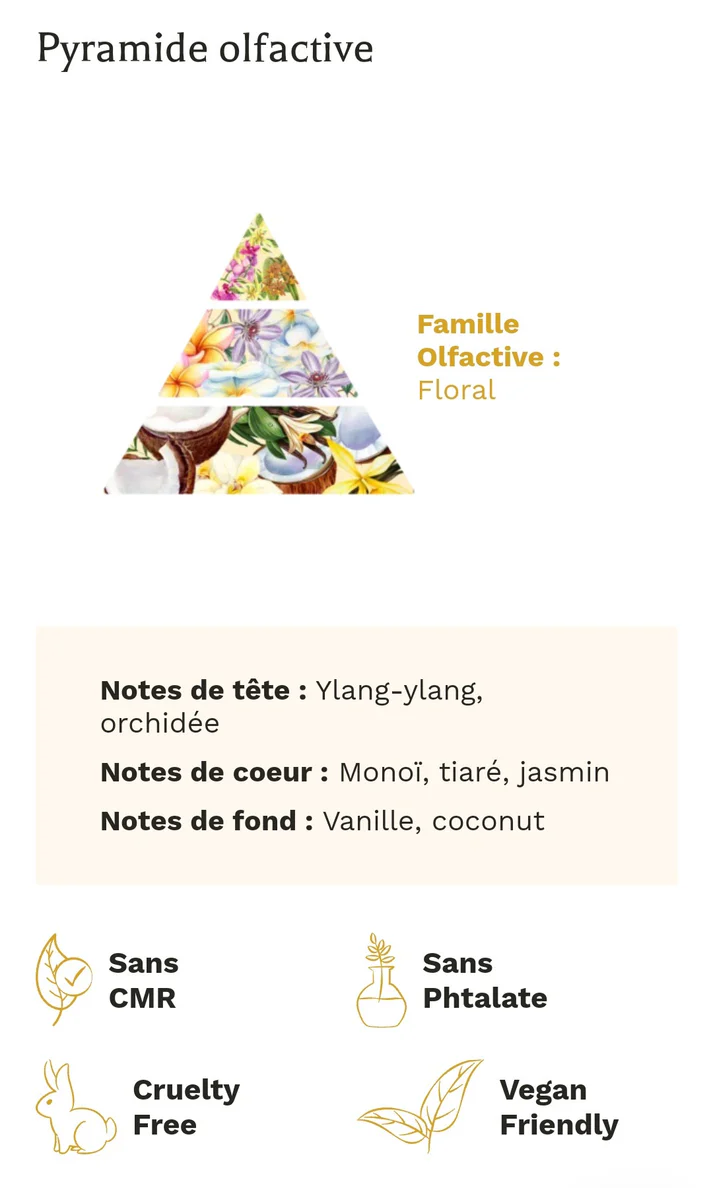 Pyramide olfactive
Famille
Olfactive :
Floral
Notes de tête : Ylang-ylang,
orchidée
Notes de coeur : Monoï, tiaré, jasmin
Notes de fond : Vanille, coconut
Sans
CMR
Sans
Phtalate
Cruelty
Free
Vegan
Friendly